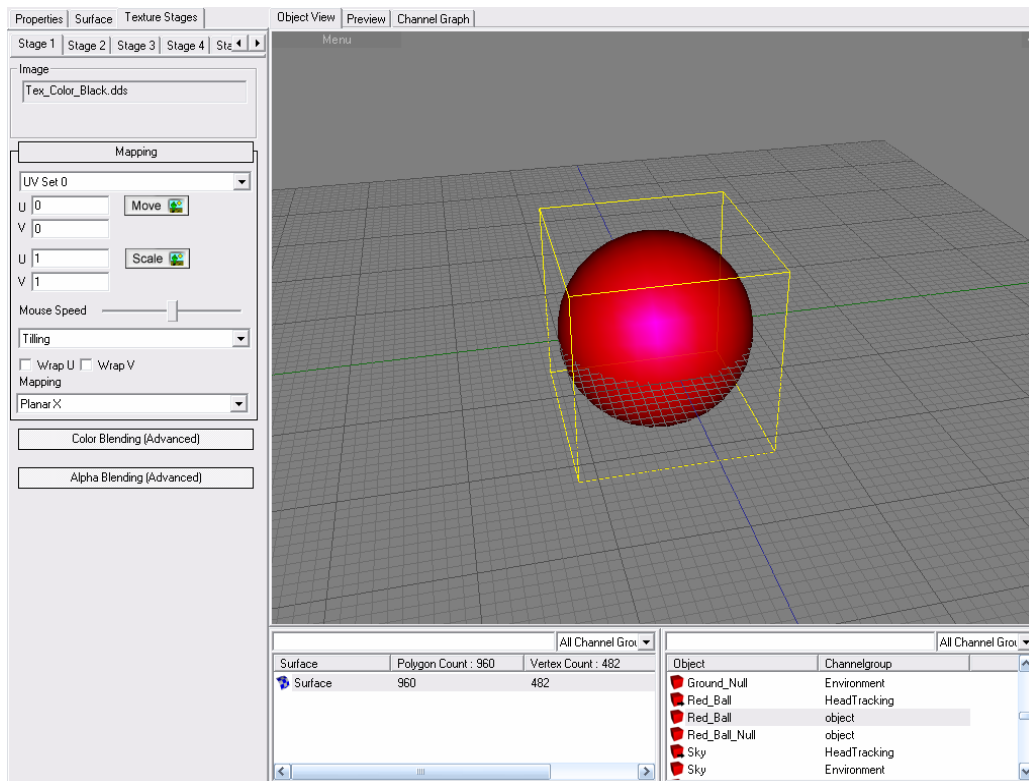 Properties Surface Texture Stages
Stage 1 Stage 2 Stage 3 Stage 4 Sta
Image
Tex_Color_Black.dds
Mapping
UV Set 0
U 0
Move
V 0
U 1
Scale
V 1
Mouse Speed
Tilling
Wrap U Wrap V
Mapping
Planar X
Color Blending (Advanced)
Alpha Blending (Advanced)
Object View Preview Channel Graph
Menu
All Channel Grou
Surface Polygon Count : 960 Vertex Count : 482
Surface 960 482
All Channel Grou
Object Channelgroup
Ground_Null Environment
Red_Ball HeadTracking
Red_Ball object
Red_Ball_Null object
Sky HeadTracking
Sky Environment